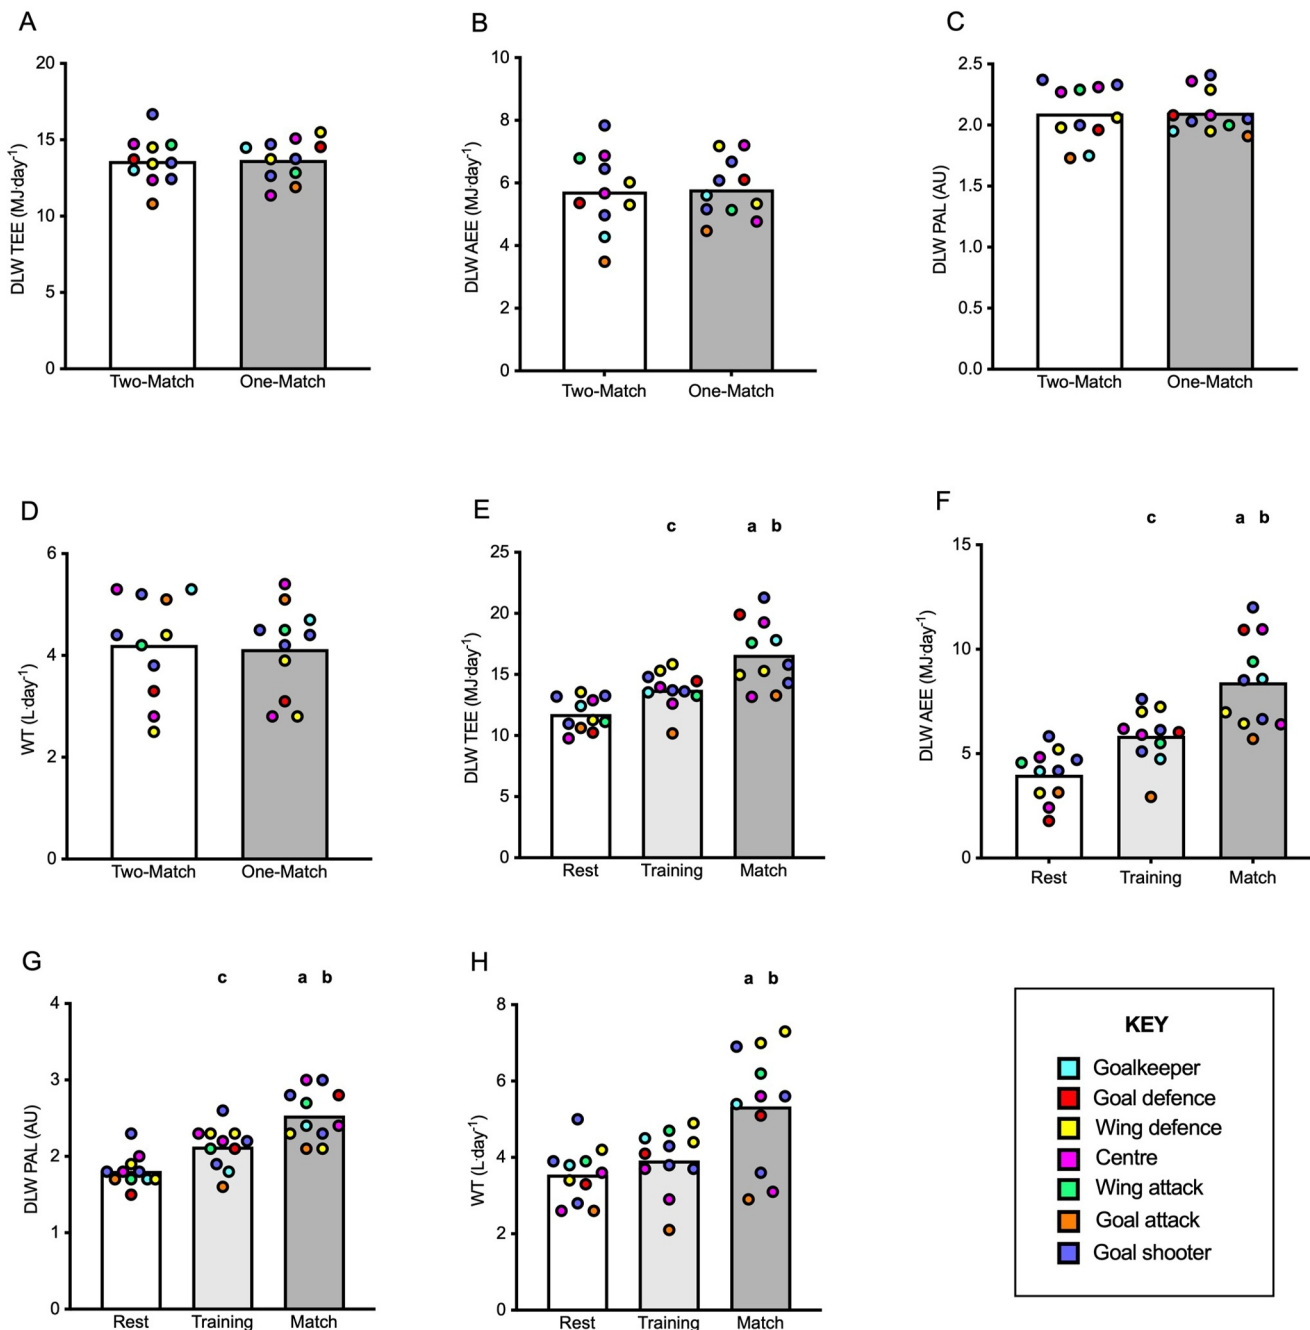 A
DLW TEE (MJ·day⁻¹)
20
15
10
5
0
Two-Match One-Match
B
DLW AEE (MJ·day⁻¹)
10
8
6
4
2
0
Two-Match One-Match
C
DLW PAL (AU)
2.5
2.0
1.5
1.0
0.5
0.0
Two-Match One-Match
D
WT (L·day⁻¹)
6
4
2
0
Two-Match One-Match
E
c a b
DLW TEE (MJ·day⁻¹)
25
20
15
10
5
0
Rest Training Match
F
c a b
DLW AEE (MJ·day⁻¹)
15
10
5
0
Rest Training Match
G
c a b
DLW PAL (AU)
4
3
2
1
0
Rest Training Match
H
a b
WT (L·day⁻¹)
8
6
4
2
0
Rest Training Match
KEY
Goalkeeper
Goal defence
Wing defence
Centre
Wing attack
Goal attack
Goal shooter